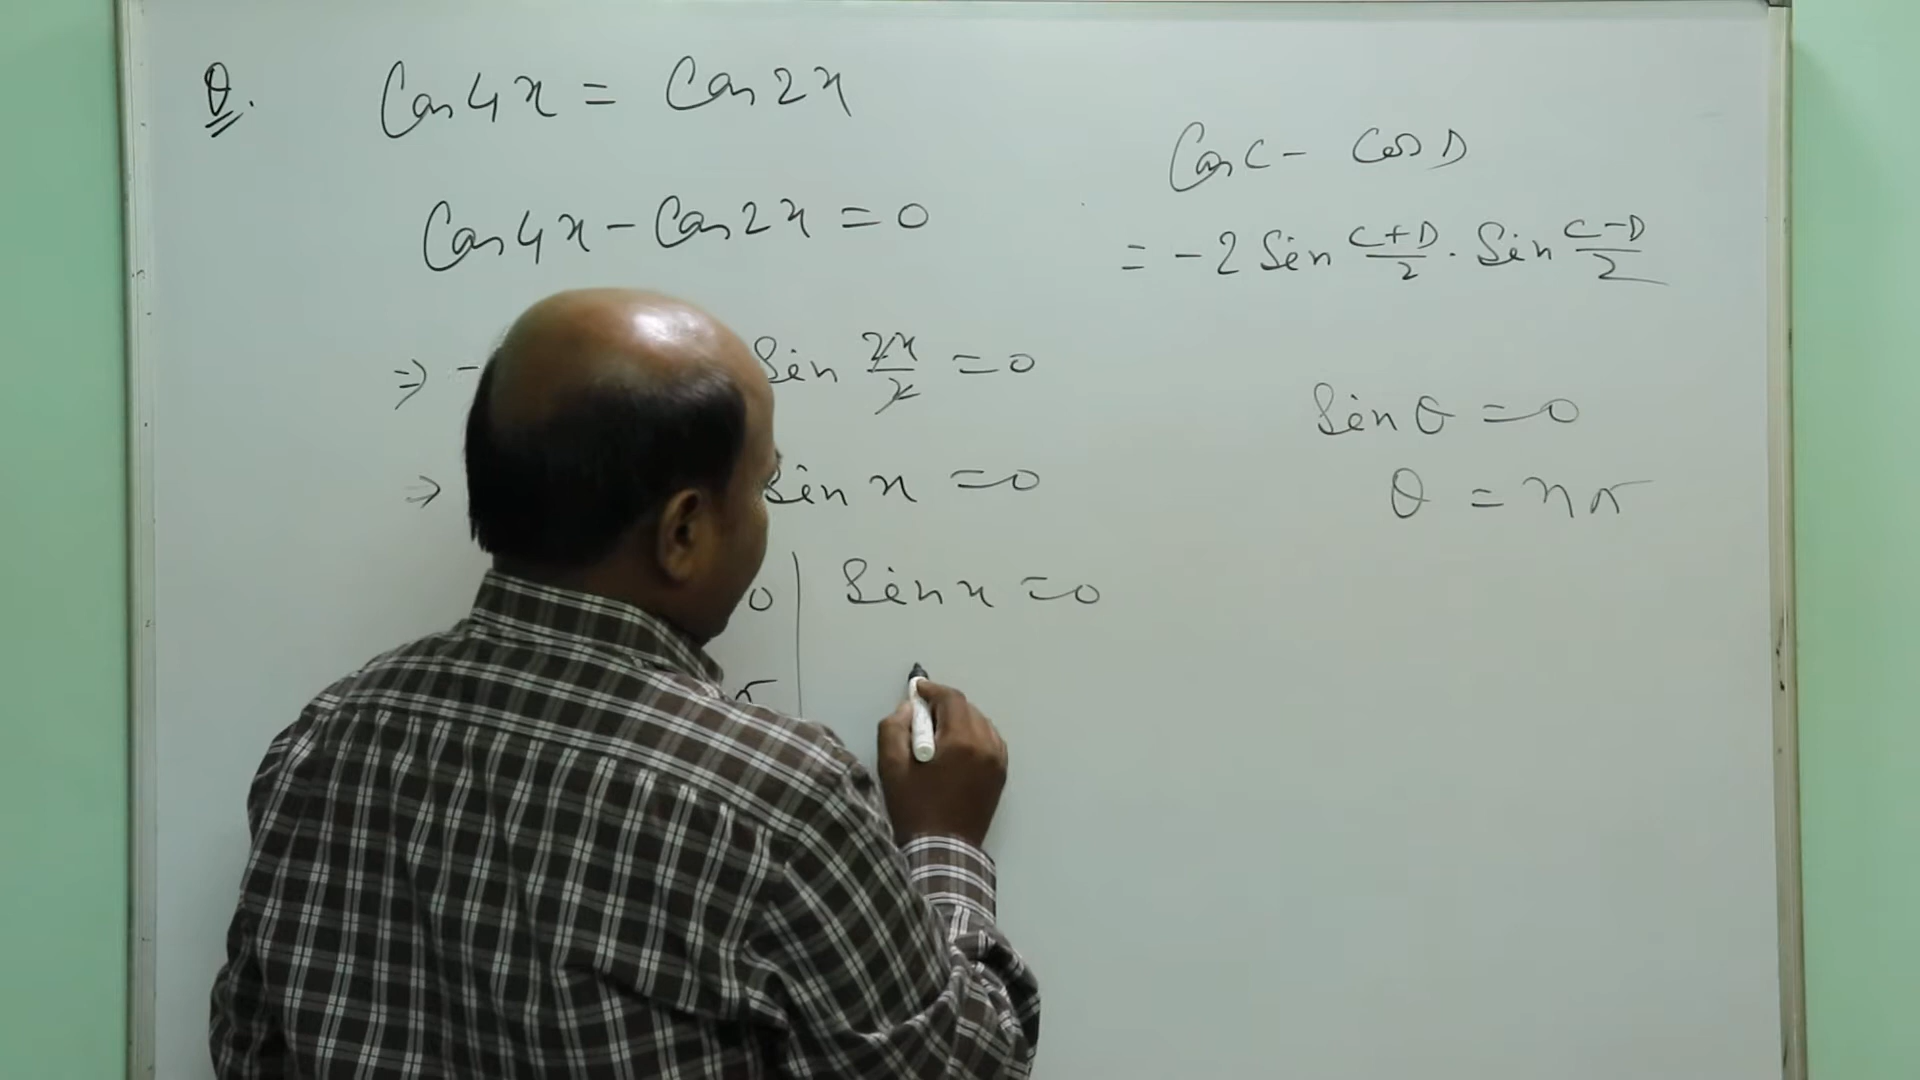 Q. Cos 4x = Cos 2x
Cos 4x - Cos 2x = 0
⇒ - Sin 2x/2 = 0
⇒ Sin x = 0
0 | Sin x = 0
π
Cos C - Cos D
= -2 Sin C+D/2 . Sin C-D/2
Sin θ = 0
θ = nπ